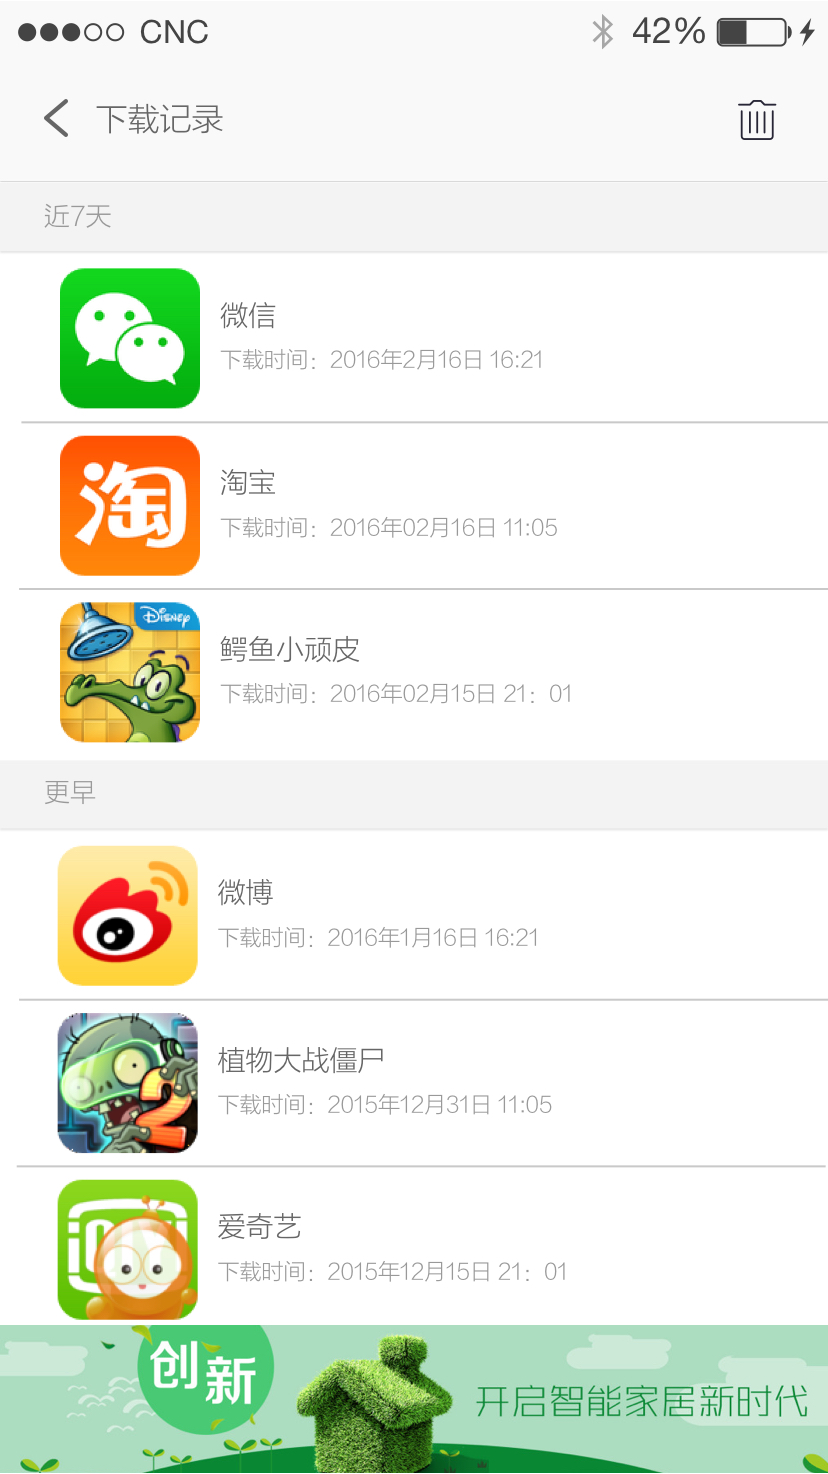 CNC
42%
下载记录
近7天
微信
下载时间：2016年2月16日 16:21
淘
淘宝
下载时间：2016年02月16日 11:05
Disney
鳄鱼小顽皮
下载时间：2016年02月15日 21：01
更早
微博
下载时间：2016年1月16日 16:21
2
植物大战僵尸
下载时间：2015年12月31日 11:05
爱奇艺
下载时间：2015年12月15日 21：01
创新
开启智能家居新时代